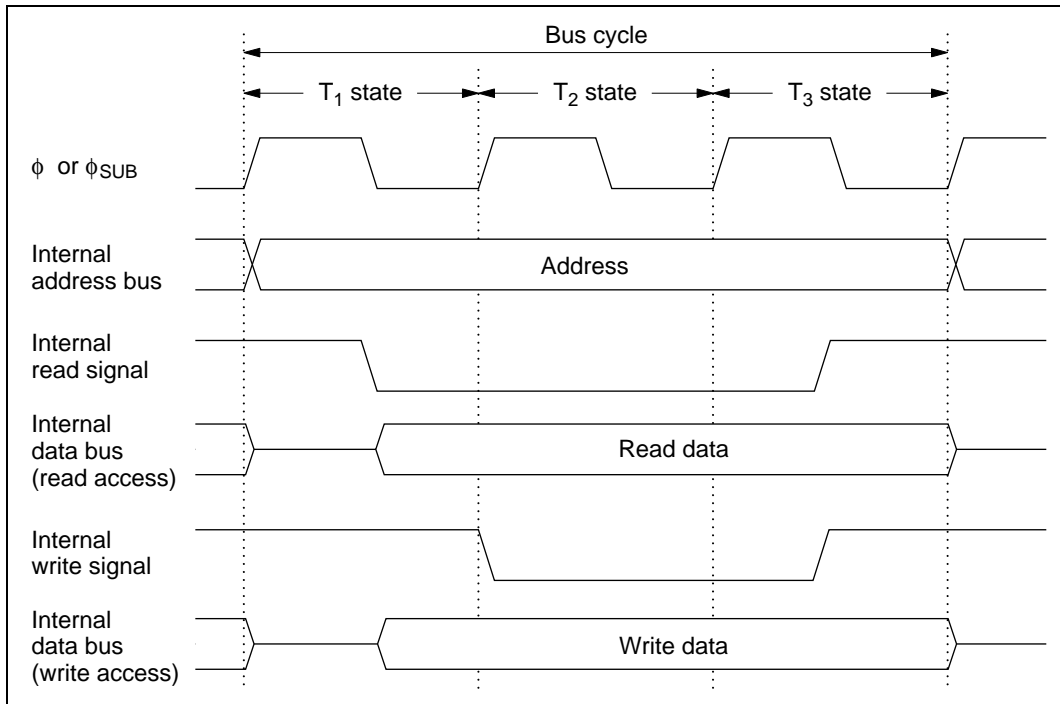 Bus cycle
T₁ state
T₂ state
T₃ state
ϕ or ϕSUB
Internal
address bus
Address
Internal
read signal
Internal
data bus
(read access)
Read data
Internal
write signal
Internal
data bus
(write access)
Write data